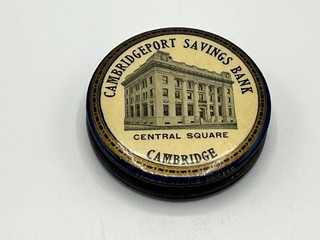 CAMBRIDGEPORT SAVINGS BANK
CENTRAL SQUARE
CAMBRIDGE